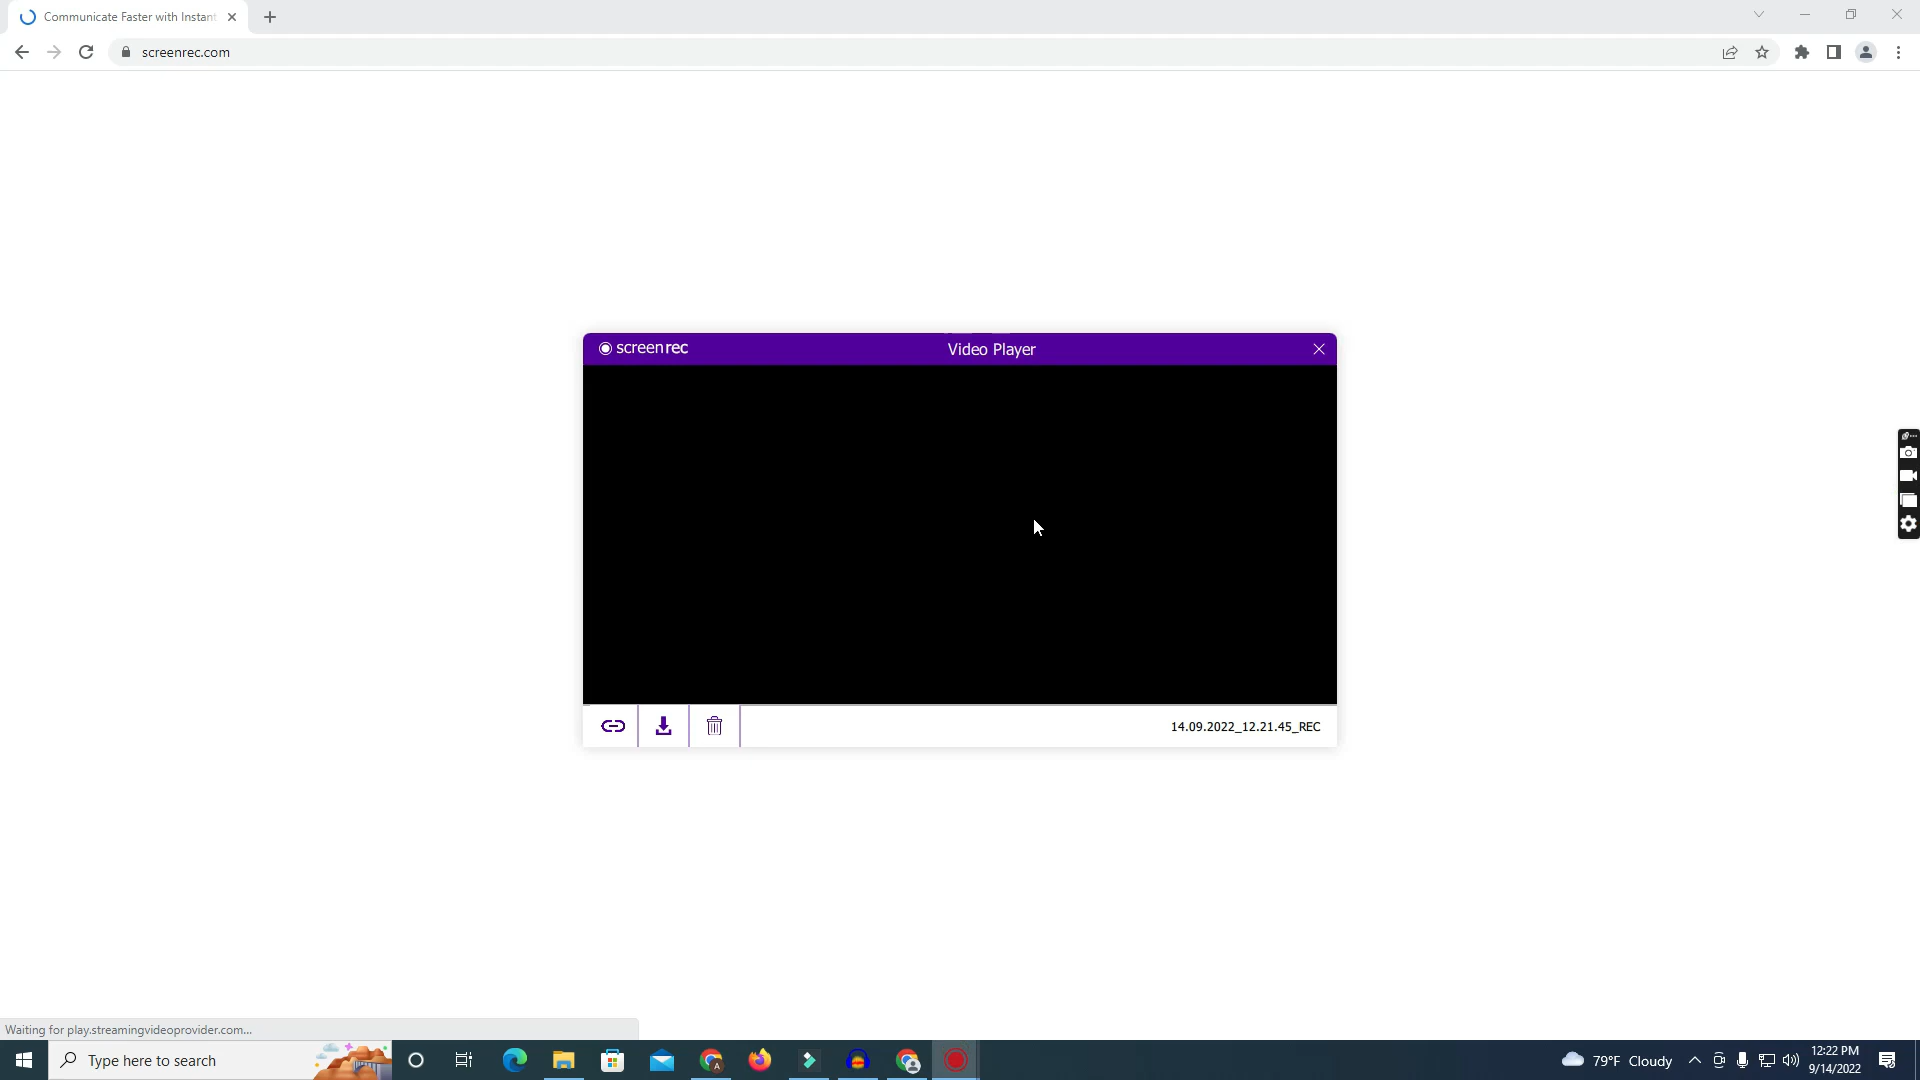 Communicate Faster with Instant
screenrec.com
screenrec
Video Player
14.09.2022_12.21.45_REC
Waiting for play.streamingvideoprovider.com...
Type here to search
79°F Cloudy
12:22 PM
9/14/2022